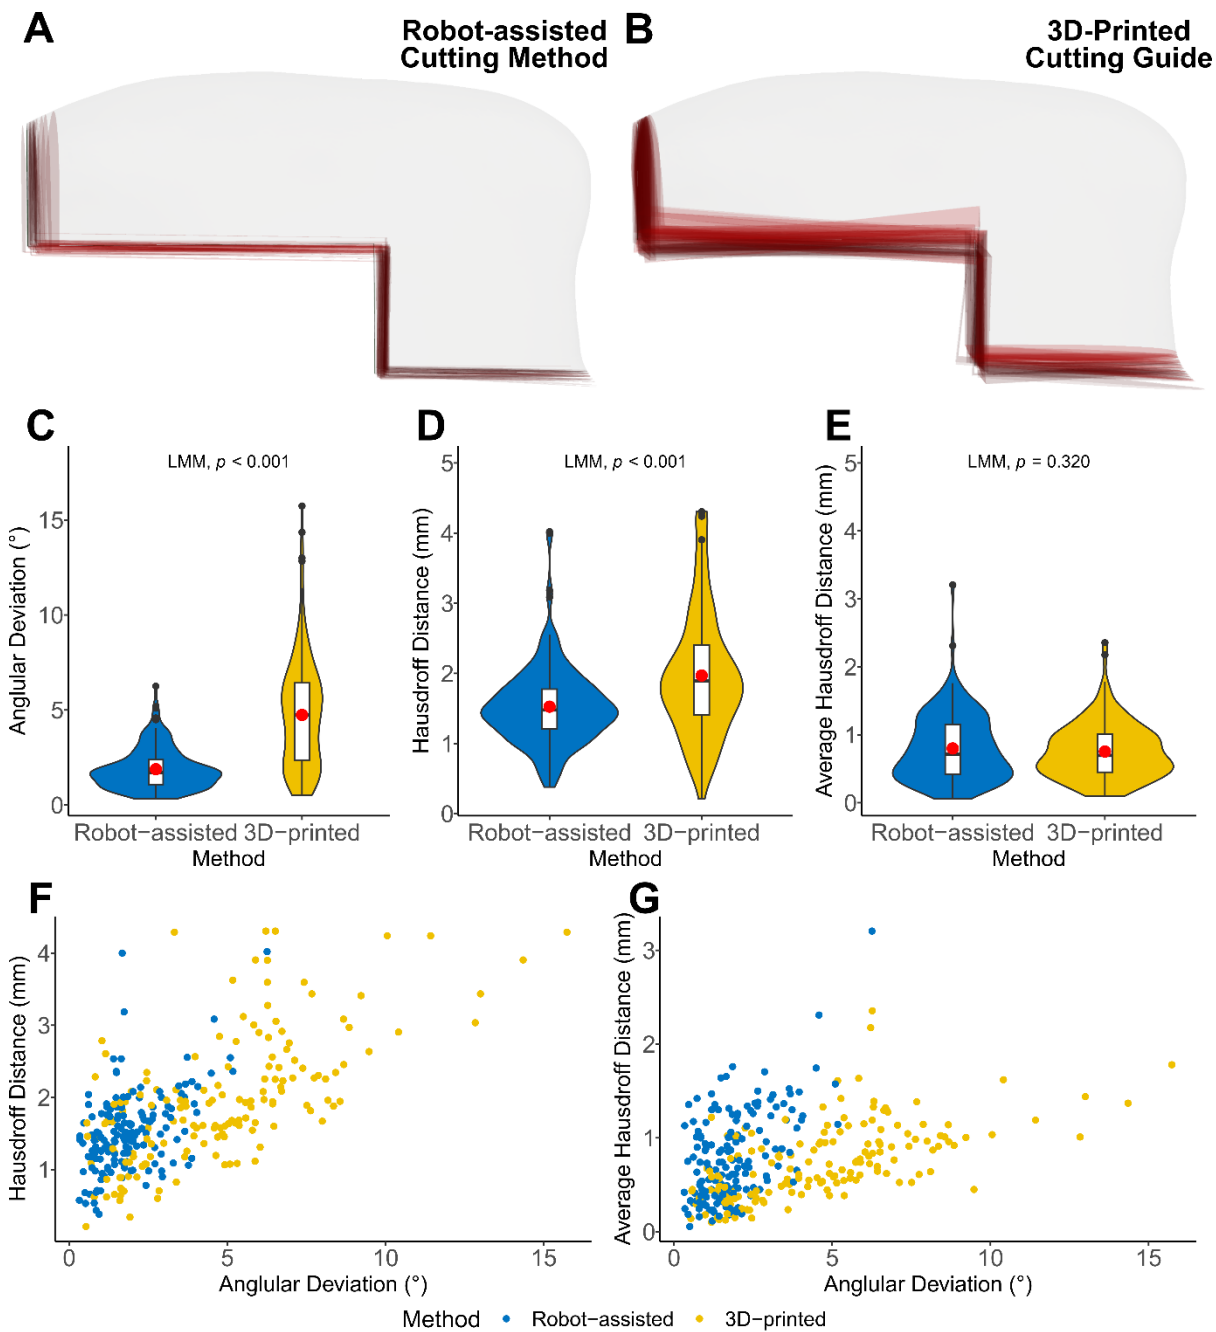 A
Robot-assisted
Cutting Method
B
3D-Printed
Cutting Guide
C
LMM, p < 0.001
Anglular Deviation (°)
15
10
5
0
Robot−assisted
3D−printed
Method
D
LMM, p < 0.001
Hausdroff Distance (mm)
5
4
3
2
1
0
Robot−assisted
3D−printed
Method
E
LMM, p = 0.320
Average Hausdroff Distance (mm)
5
4
3
2
1
0
Robot−assisted
3D−printed
Method
F
Hausdroff Distance (mm)
4
3
2
1
0
5
10
15
Anglular Deviation (°)
G
Average Hausdroff Distance (mm)
3
2
1
0
0
5
10
15
Anglular Deviation (°)
Method
Robot−assisted
3D−printed